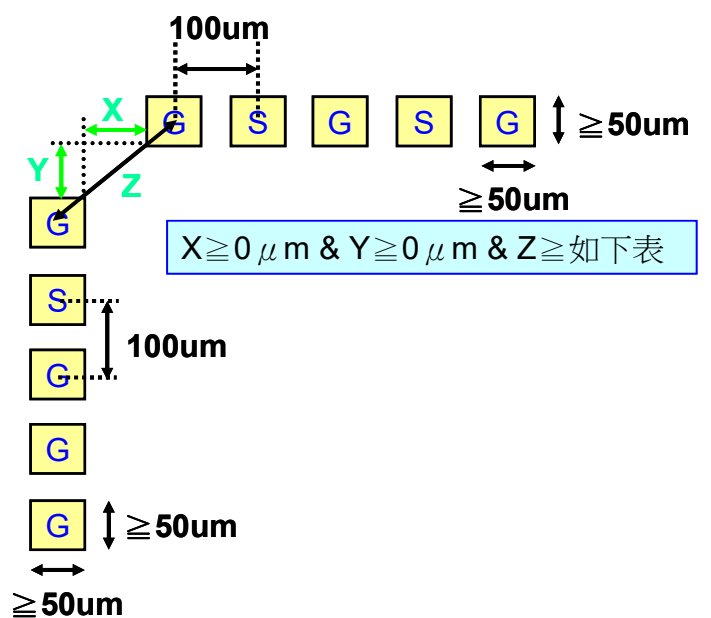 100um
X
G S G S G
≧50um
Y
Z
≧50um
G
X≧0μm & Y≧0μm & Z≧如下表
S
100um
G
G
G
≧50um
≧50um